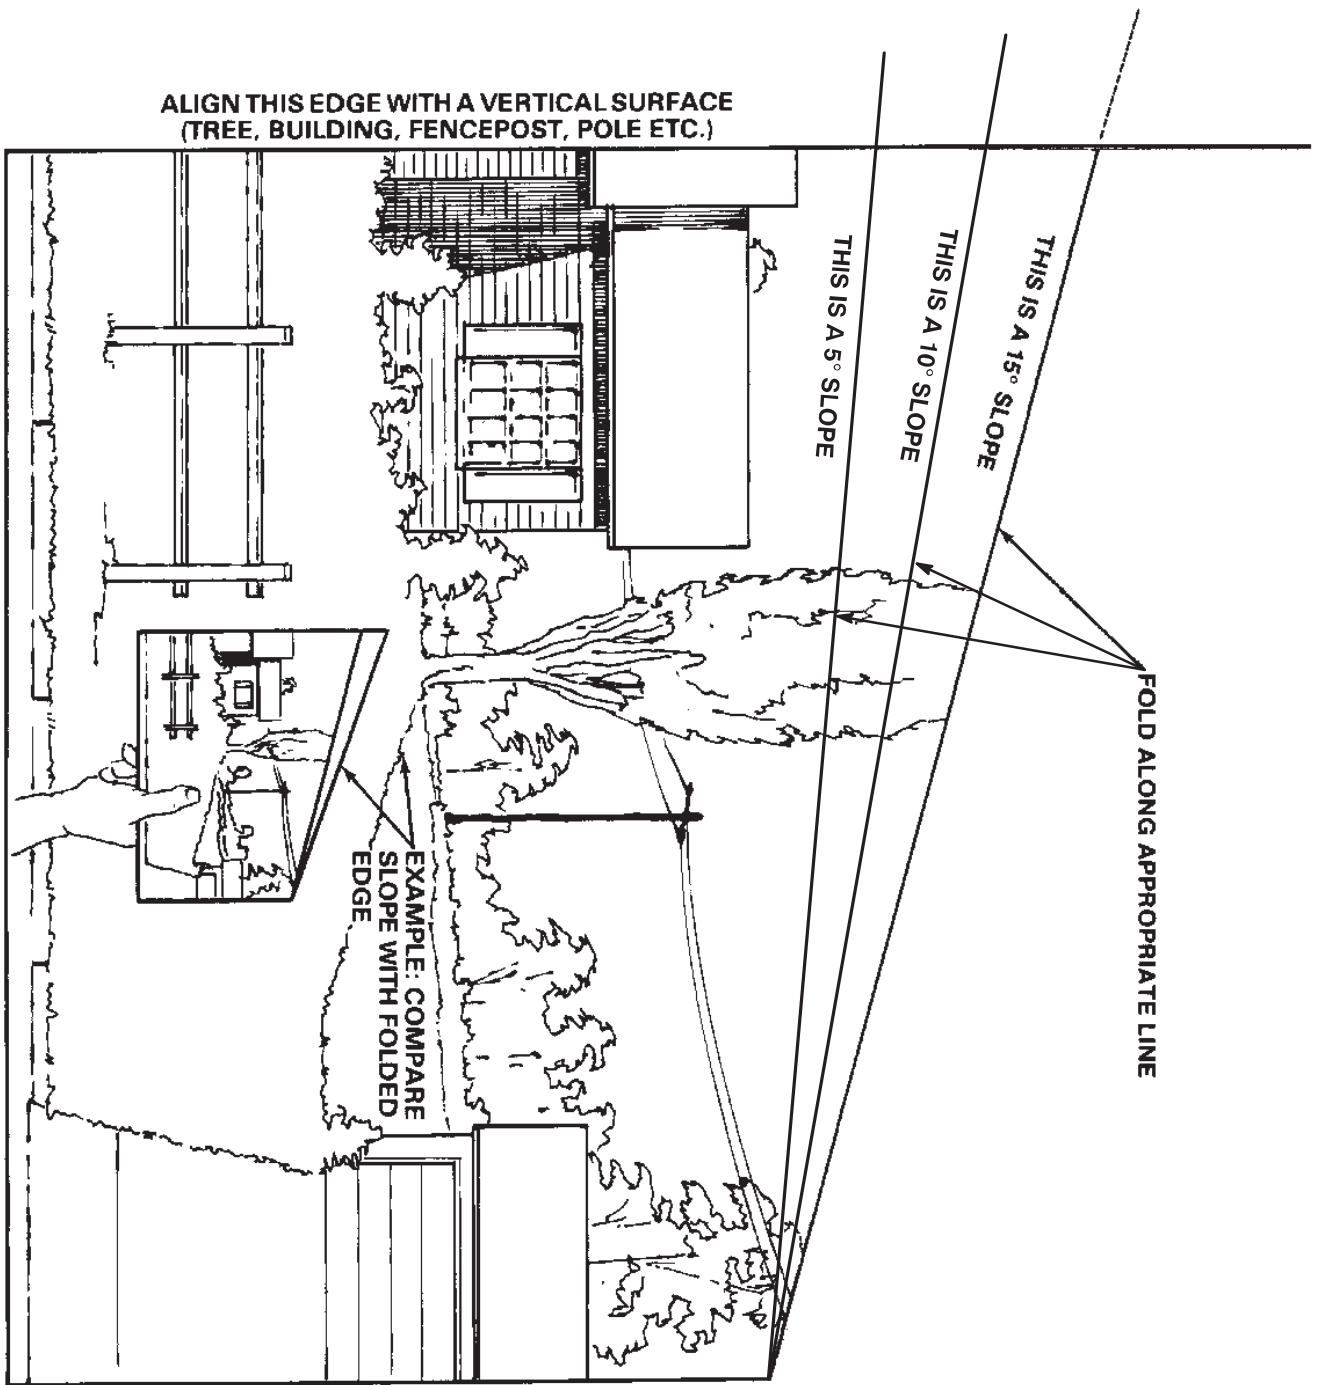 ALIGN THIS EDGE WITH A VERTICAL SURFACE
(TREE, BUILDING, FENCEPOST, POLE ETC.)
THIS IS A 15° SLOPE
THIS IS A 10° SLOPE
THIS IS A 5° SLOPE
FOLD ALONG APPROPRIATE LINE
EXAMPLE: COMPARE
SLOPE WITH FOLDED
EDGE